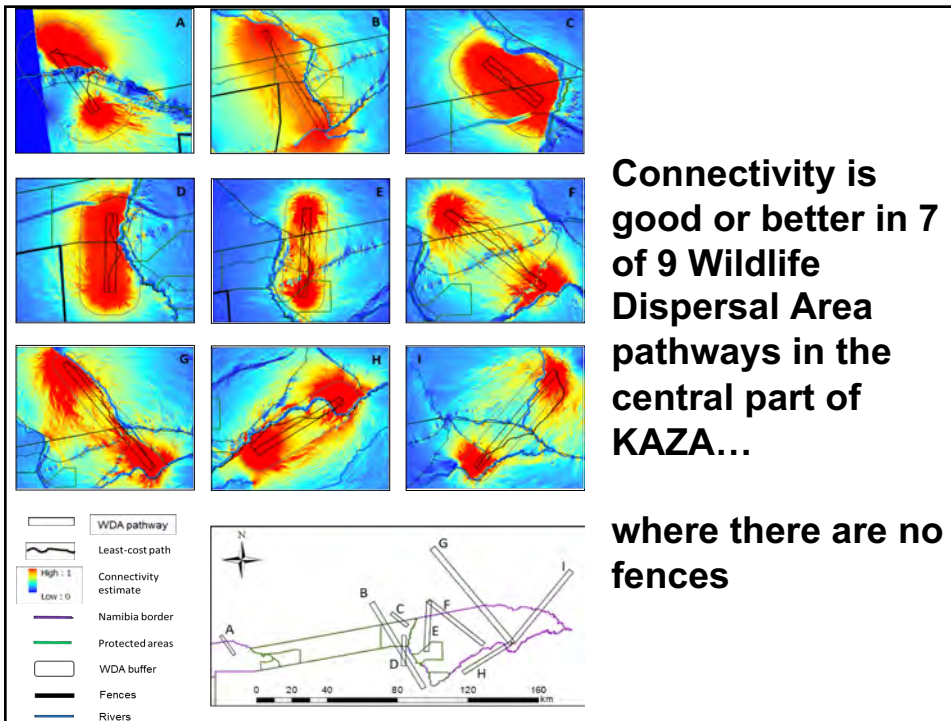 A
B
C
D
E
F
G
H
I
Connectivity is
good or better in 7
of 9 Wildlife
Dispersal Area
pathways in the
central part of
KAZA…
where there are no
fences
WDA pathway
Least-cost path
High : 1
Low : 0
Connectivity
estimate
Namibia border
Protected areas
WDA buffer
Fences
Rivers
N
G
I
B
C
F
A
E
D
H
0 20 40 80 120 160
km